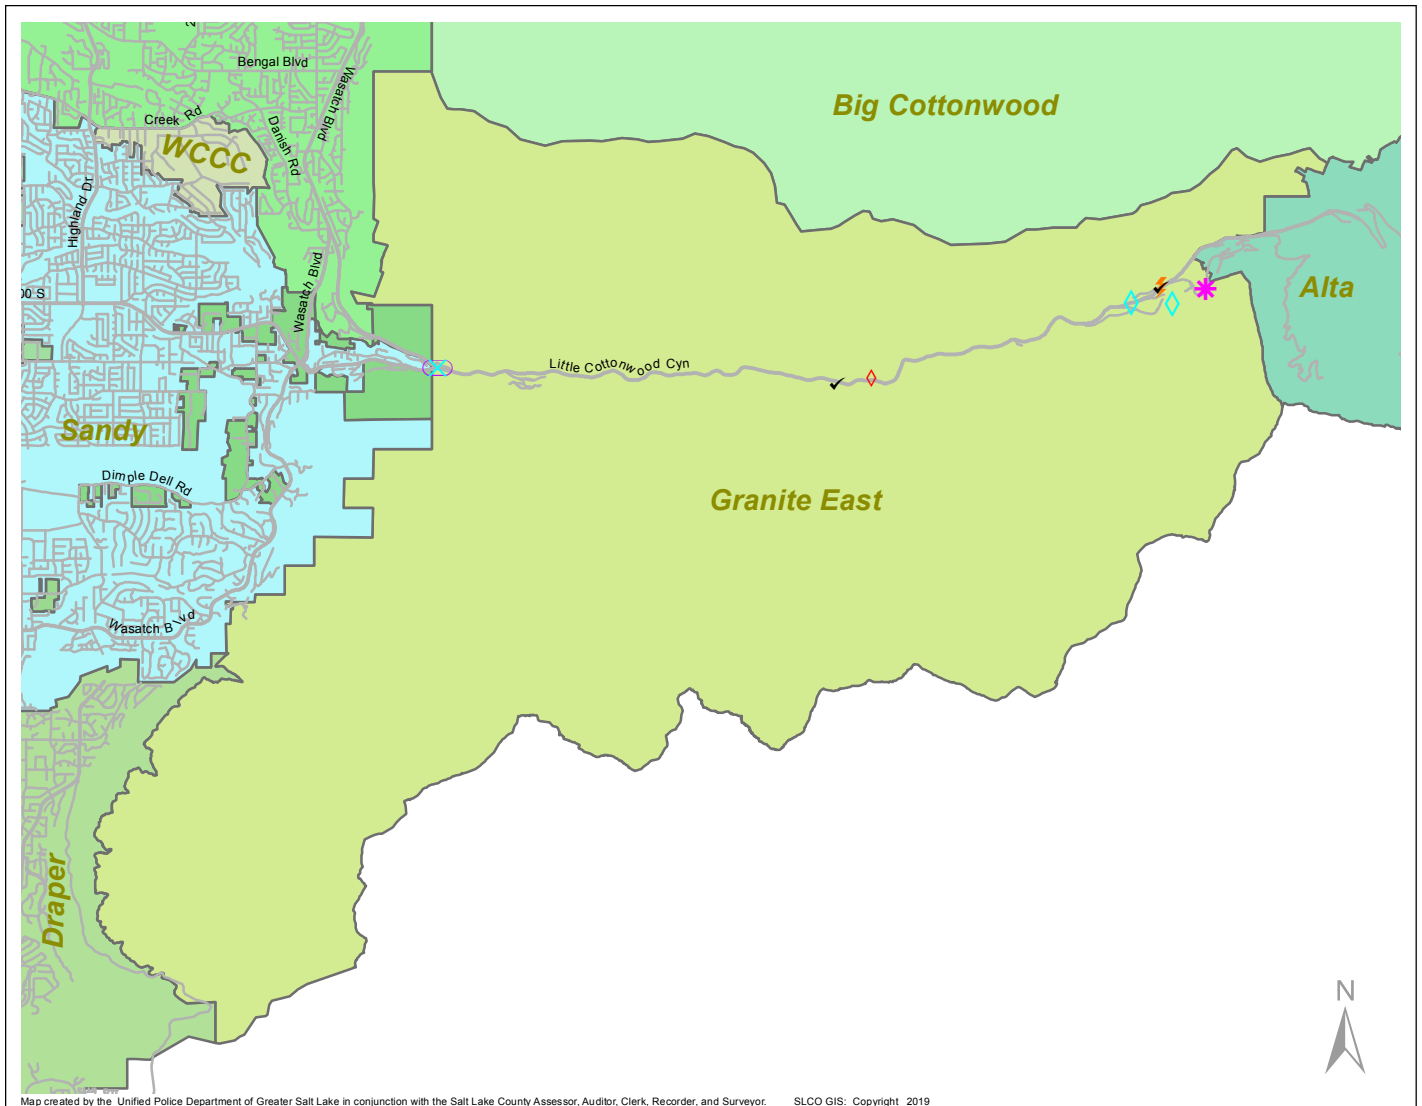 Bengal Blvd
Wasatch Blvd
Big Cottonwood
Creek Rd
Danish Rd
WCCC
Highland Dr
Wasatch Blvd
00 S
Alta
Little Cottonwood Cyn
Sandy
Dimple Dell Rd
Granite East
Wasatch Blvd
Draper
N
Map created by the Unified Police Department of Greater Salt Lake in conjunction with the Salt Lake County Assessor, Auditor, Clerk, Recorder, and Surveyor. SLCO GIS: Copyright 2019